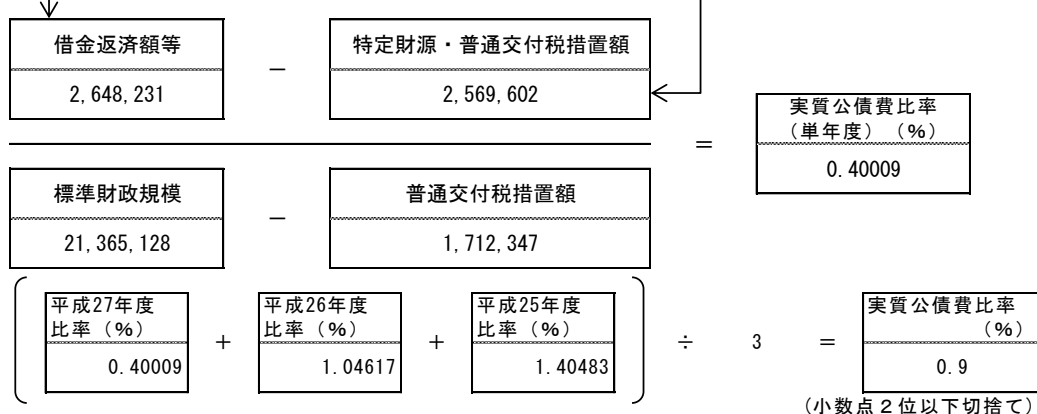 借金返済額等
－
特定財源・普通交付税措置額
2,648,231
2,569,602
＝
実質公債費比率
（単年度）（%）
0.40009
標準財政規模
－
普通交付税措置額
21,365,128
1,712,347
平成27年度
比率（%）
0.40009
＋
平成26年度
比率（%）
1.04617
＋
平成25年度
比率（%）
1.40483
÷
3
＝
実質公債費比率
（%）
0.9
（小数点２位以下切捨て）